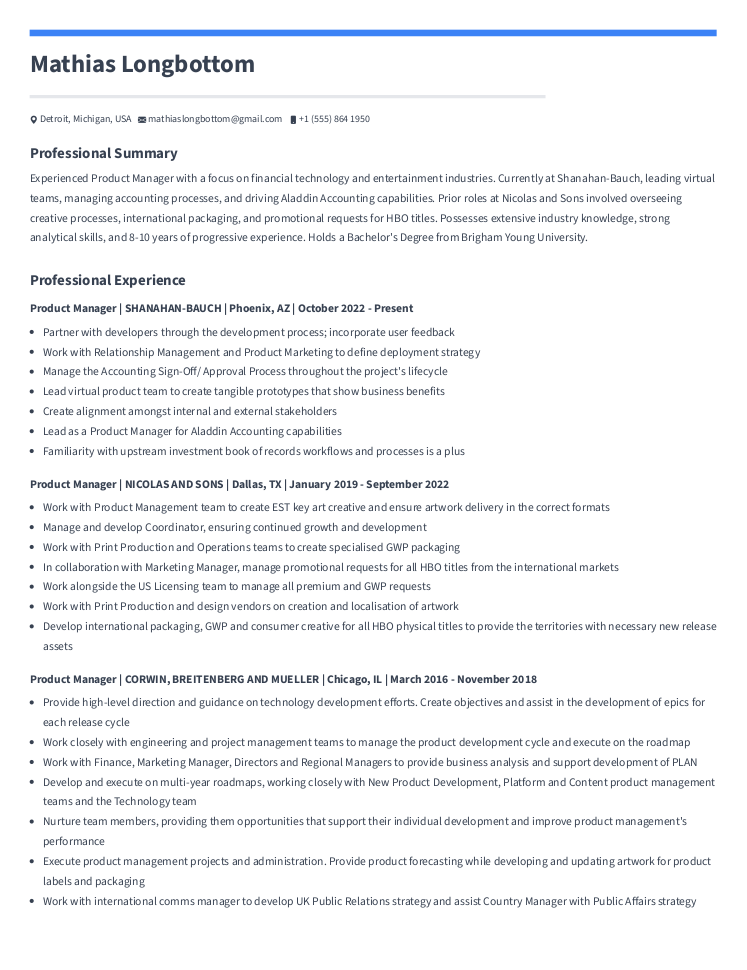 Mathias Longbottom
Detroit, Michigan, USA mathiaslongbottom@gmail.com +1 (555) 864 1950
Professional Summary
Experienced Product Manager with a focus on financial technology and entertainment industries. Currently at Shanahan-Bauch, leading virtual
teams, managing accounting processes, and driving Aladdin Accounting capabilities. Prior roles at Nicolas and Sons involved overseeing
creative processes, international packaging, and promotional requests for HBO titles. Possesses extensive industry knowledge, strong
analytical skills, and 8-10 years of progressive experience. Holds a Bachelor's Degree from Brigham Young University.
Professional Experience
Product Manager | SHANAHAN-BAUCH | Phoenix, AZ | October 2022 - Present
• Partner with developers through the development process; incorporate user feedback
• Work with Relationship Management and Product Marketing to define deployment strategy
• Manage the Accounting Sign-Off/ Approval Process throughout the project's lifecycle
• Lead virtual product team to create tangible prototypes that show business benefits
• Create alignment amongst internal and external stakeholders
• Lead as a Product Manager for Aladdin Accounting capabilities
• Familiarity with upstream investment book of records workflows and processes is a plus
Product Manager | NICOLAS AND SONS | Dallas, TX | January 2019 - September 2022
• Work with Product Management team to create EST key art creative and ensure artwork delivery in the correct formats
• Manage and develop Coordinator, ensuring continued growth and development
• Work with Print Production and Operations teams to create specialised GWP packaging
• In collaboration with Marketing Manager, manage promotional requests for all HBO titles from the international markets
• Work alongside the US Licensing team to manage all premium and GWP requests
• Work with Print Production and design vendors on creation and localisation of artwork
• Develop international packaging, GWP and consumer creative for all HBO physical titles to provide the territories with necessary new release
assets
Product Manager | CORWIN, BREITENBERG AND MUELLER | Chicago, IL | March 2016 - November 2018
• Provide high-level direction and guidance on technology development efforts. Create objectives and assist in the development of epics for
each release cycle
• Work closely with engineering and project management teams to manage the product development cycle and execute on the roadmap
• Work with Finance, Marketing Manager, Directors and Regional Managers to provide business analysis and support development of PLAN
• Develop and execute on multi-year roadmaps, working closely with New Product Development, Platform and Content product management
teams and the Technology team
• Nurture team members, providing them opportunities that support their individual development and improve product management's
performance
• Execute product management projects and administration. Provide product forecasting while developing and updating artwork for product
labels and packaging
• Work with international comms manager to develop UK Public Relations strategy and assist Country Manager with Public Affairs strategy